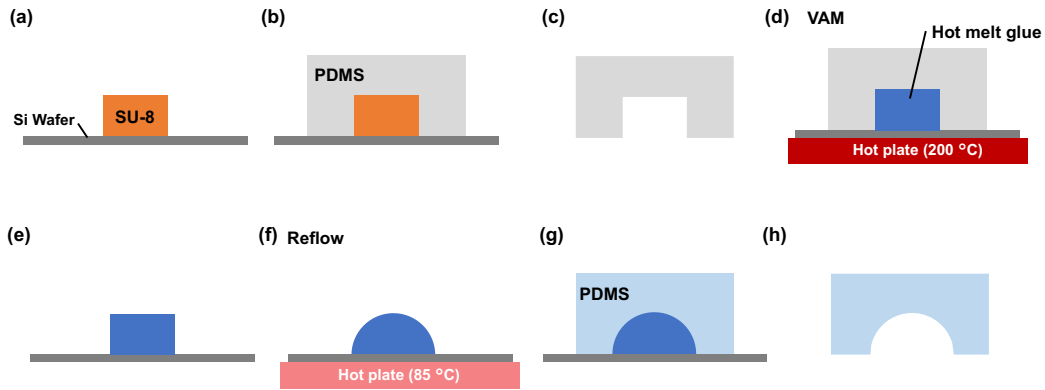 (a)
(b)
(c)
(d) VAM
Hot melt glue
PDMS
Si Wafer
SU-8
Hot plate (200 °C)
(e)
(f) Reflow
(g)
(h)
PDMS
Hot plate (85 °C)